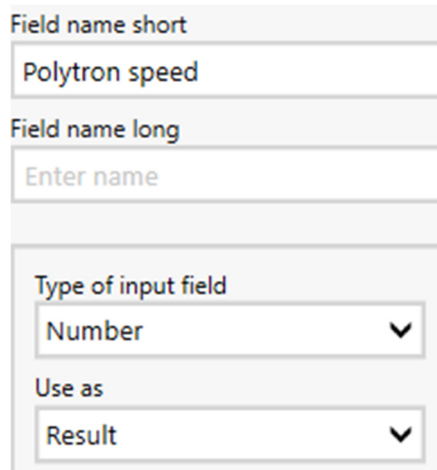 Field name short
Polytron speed
Field name long
Enter name
Type of input field
Number
Use as
Result